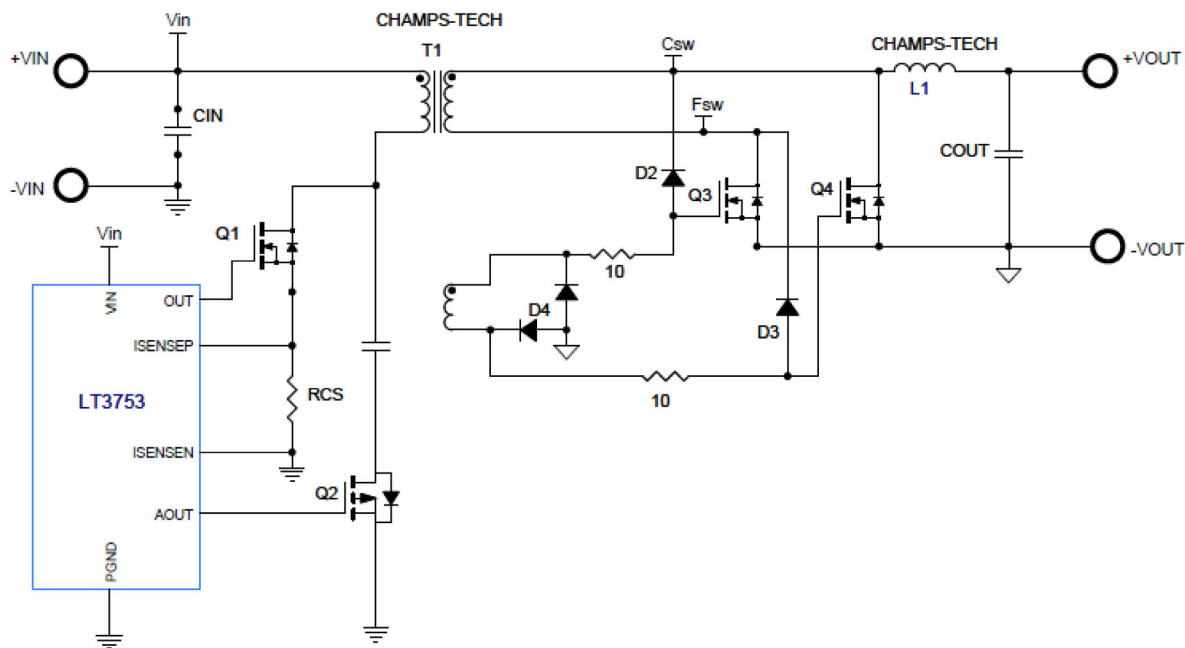 Vin
CHAMPS-TECH
T1
Csw
CHAMPS-TECH
+VIN
+VOUT
L1
CIN
Fsw
COUT
-VIN
D2
Q3
Q4
Q1
-VOUT
Vin
10
VIN
OUT
D4
D3
ISENSEP
10
RCS
LT3753
ISENSEN
Q2
AOUT
PGND